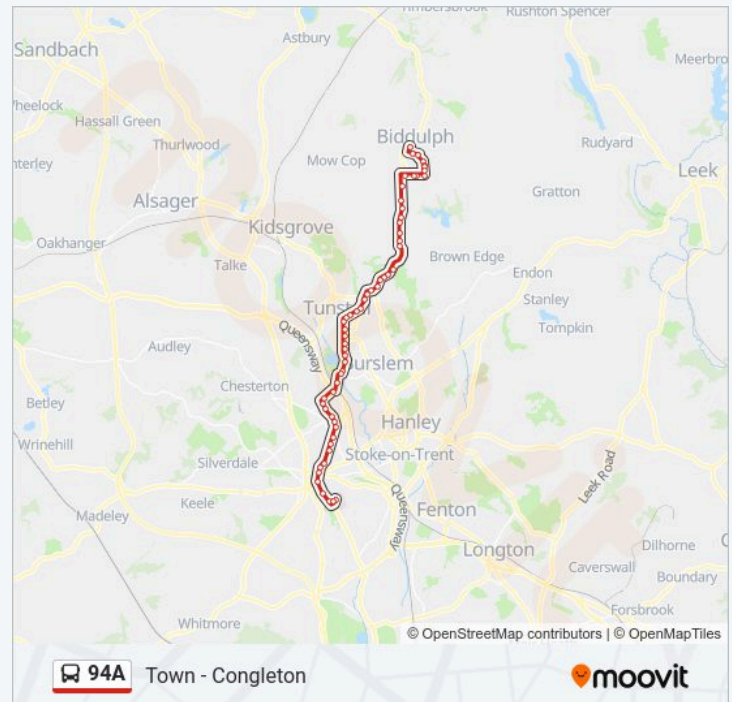 Timbersbrook
Rushton Spencer
Astbury
Sandbach
Meerbro
Wheelock
Hassall Green
Biddulph
Thurlwood
Rudyard
Mow Cop
Leek
nterley
Alsager
Gratton
Kidsgrove
Oakhanger
Brown Edge
Talke
Endon
Tunstall
Stanley
Queensway
Tompkin
Audley
Burslem
Chesterton
Betley
Hanley
Wrinehill
Silverdale
Stoke-on-Trent
Leek Road
Keele
Queensway
Madeley
Fenton
Dilhorne
Longton
Caverswall
Boundary
Forsbrook
Whitmore
© OpenStreetMap contributors | © OpenMapTiles
94A Town - Congleton
moovit